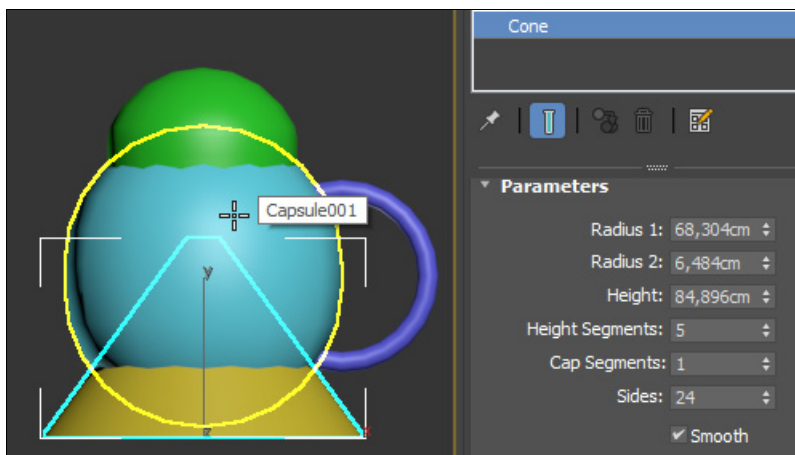 Cone
Capsule001
y
z
x
Parameters
Radius 1: 68,304cm
Radius 2: 6,484cm
Height: 84,896cm
Height Segments: 5
Cap Segments: 1
Sides: 24
Smooth